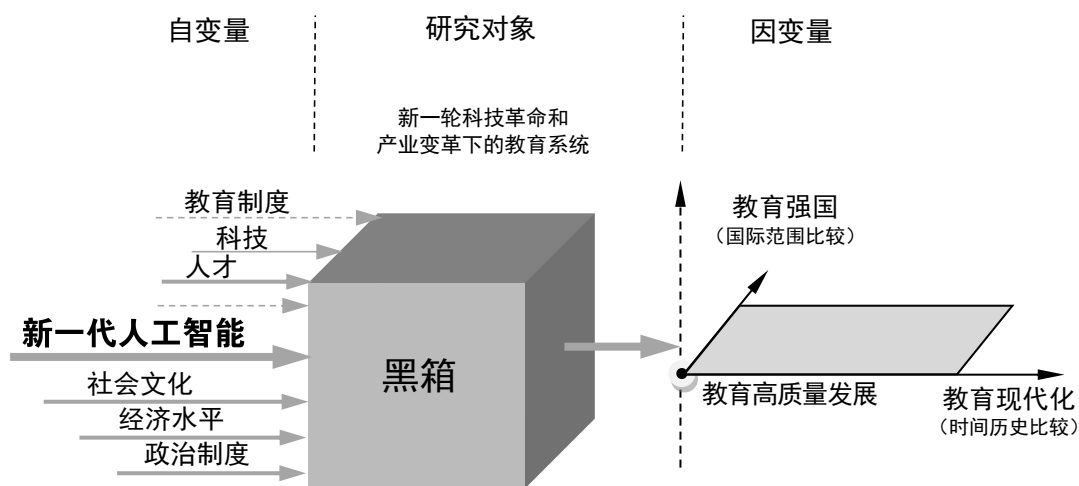 自变量
研究对象
因变量
新一轮科技革命和
产业变革下的教育系统
教育制度
科技
人才
新一代人工智能
社会文化
经济水平
政治制度
黑箱
教育强国
（国际范围比较）
教育高质量发展
教育现代化
（时间历史比较）